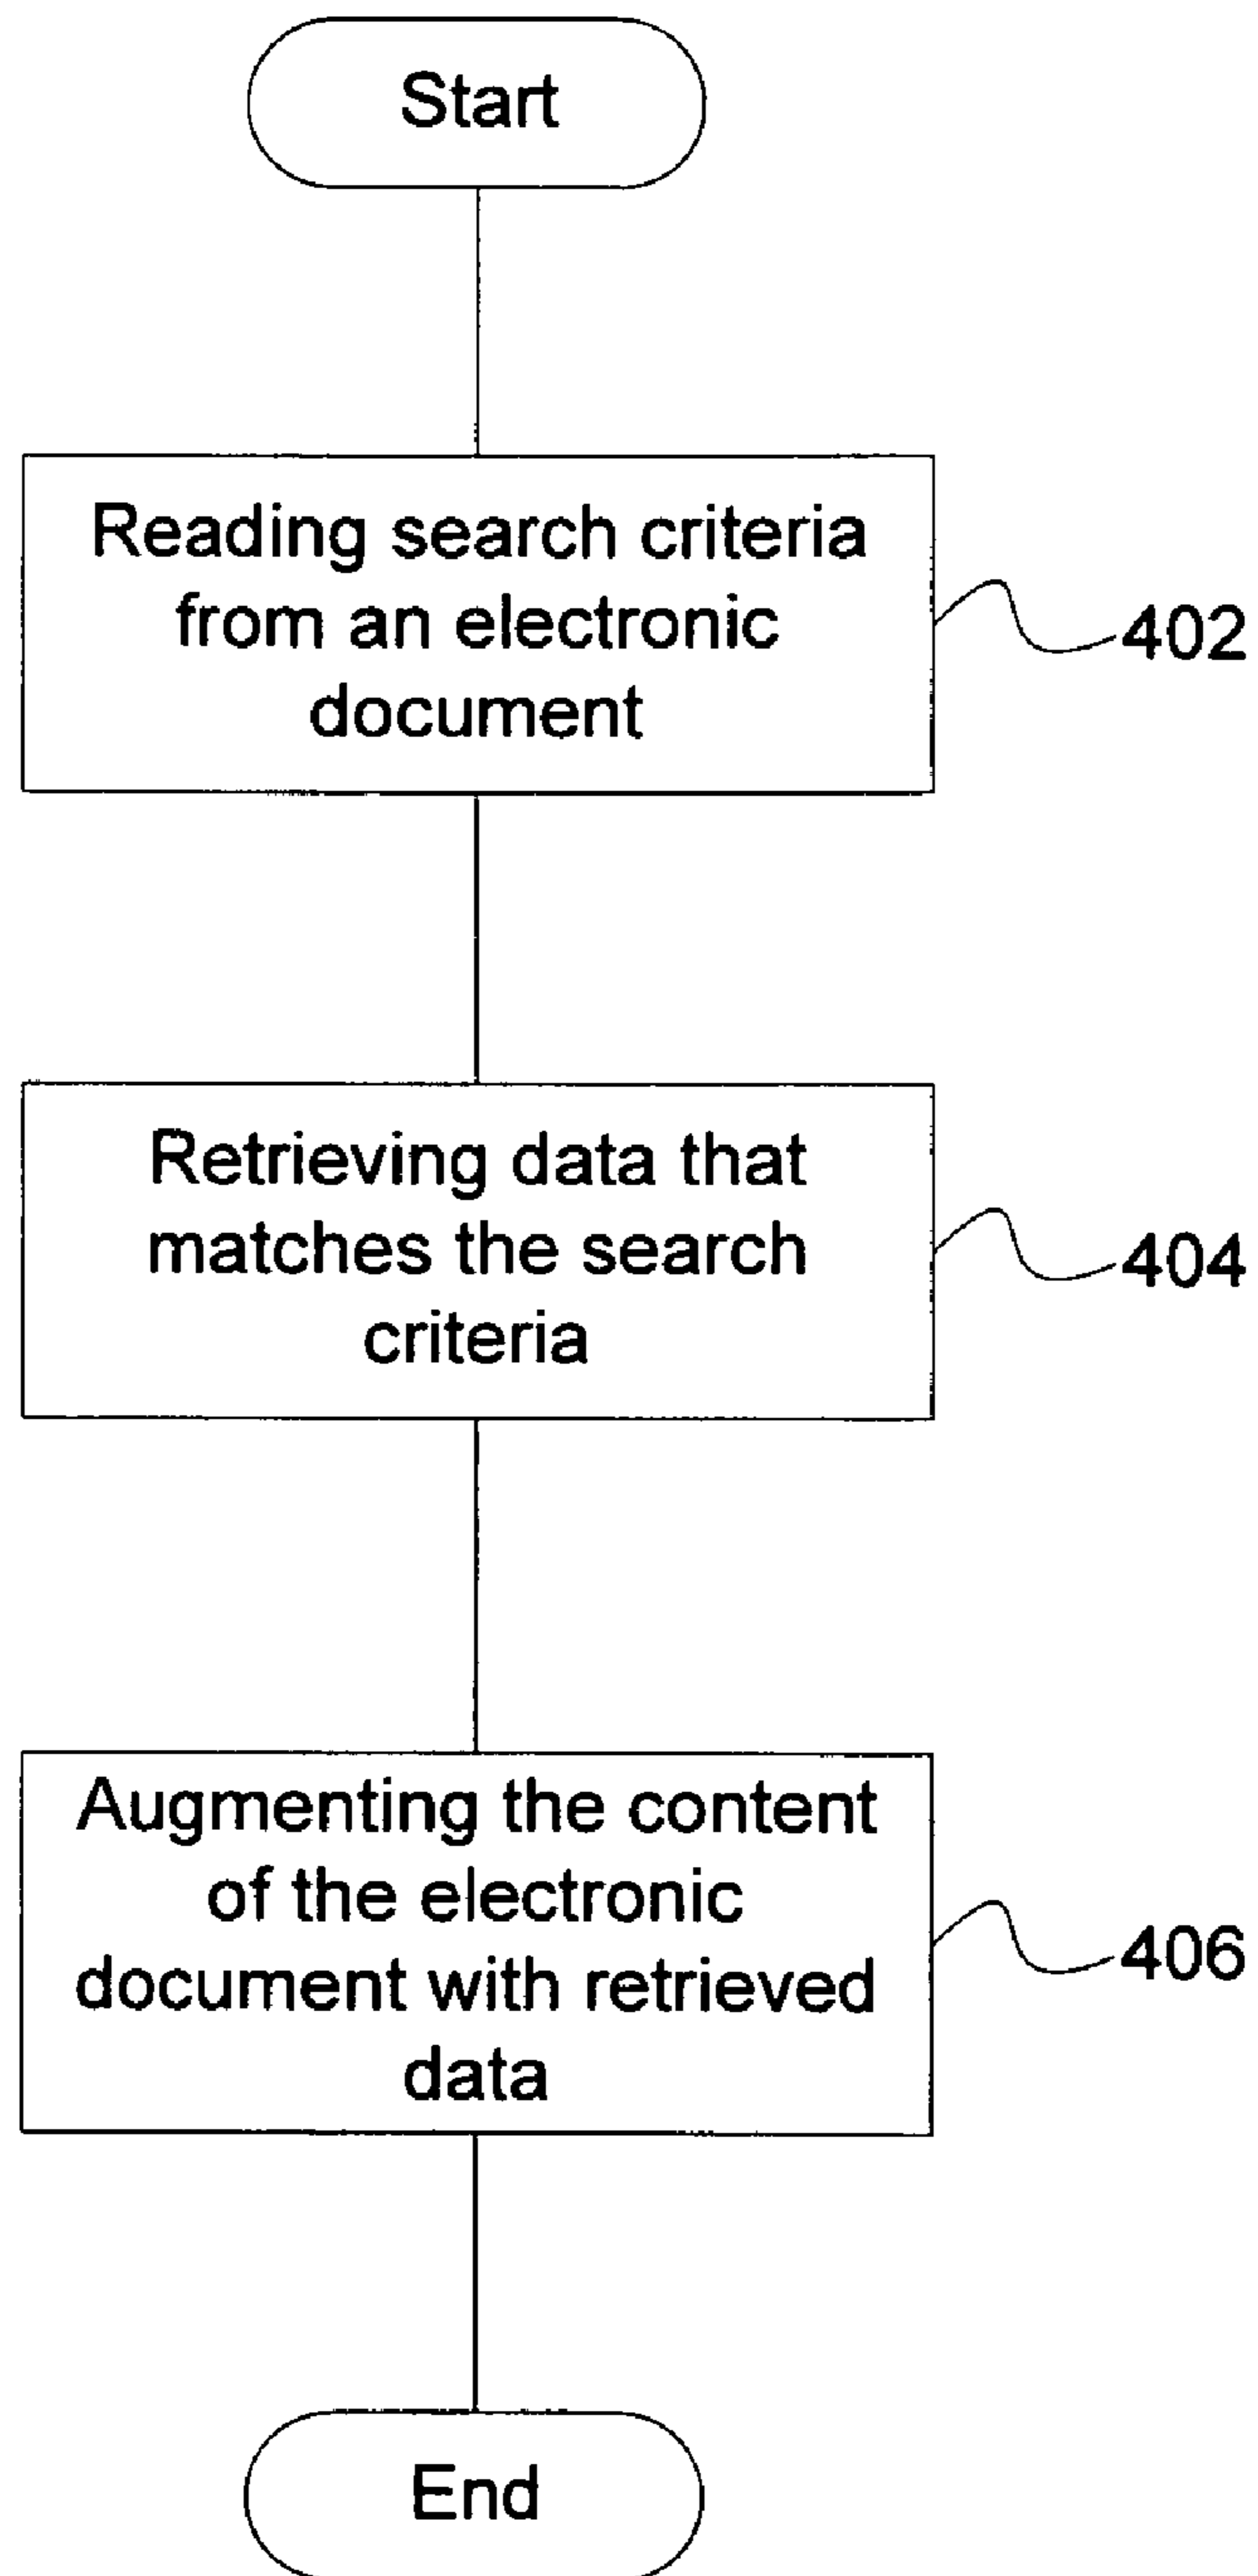 Start
Reading search criteria
from an electronic
document
402
Retrieving data that
matches the search
criteria
404
Augmenting the content
of the electronic
document with retrieved
data
406
End